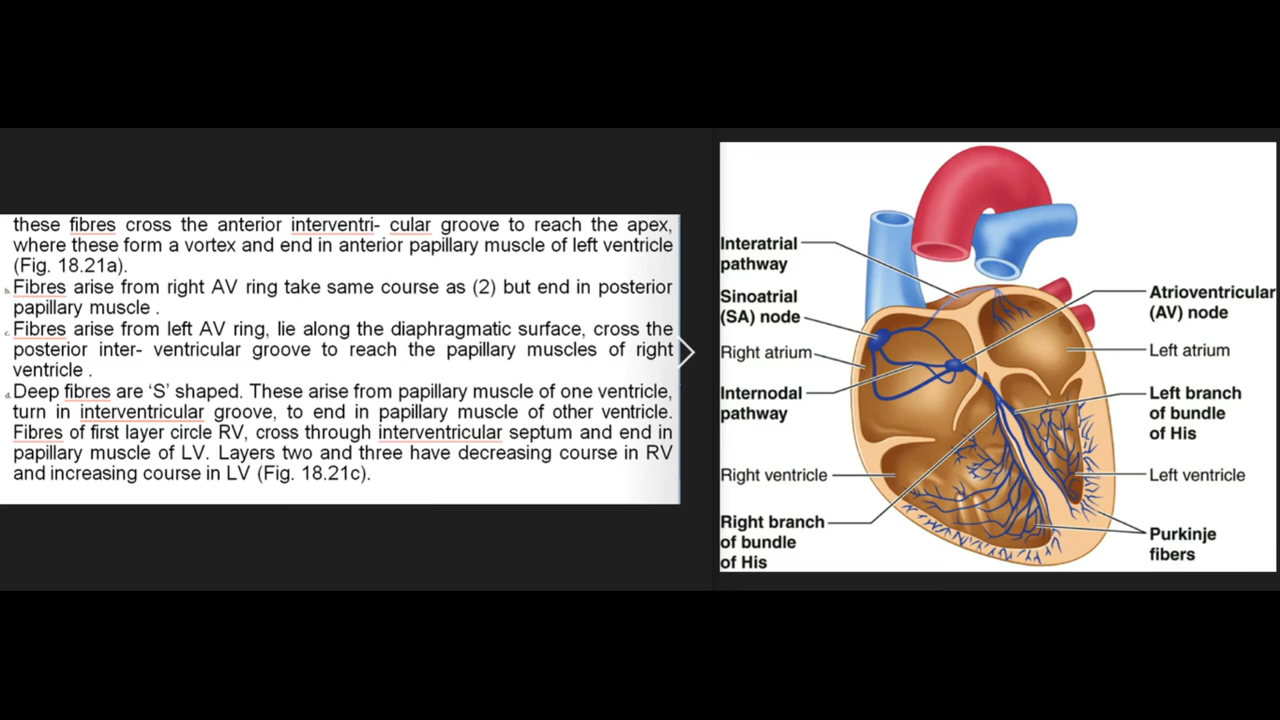 these fibres cross the anterior interventri- cular groove to reach the apex,
where these form a vortex and end in anterior papillary muscle of left ventricle
(Fig. 18.21a).
b. Fibres arise from right AV ring take same course as (2) but end in posterior
papillary muscle .
c. Fibres arise from left AV ring, lie along the diaphragmatic surface, cross the
posterior inter- ventricular groove to reach the papillary muscles of right
ventricle .
d. Deep fibres are ‘S’ shaped. These arise from papillary muscle of one ventricle,
turn in interventricular groove, to end in papillary muscle of other ventricle.
Fibres of first layer circle RV, cross through interventricular septum and end in
papillary muscle of LV. Layers two and three have decreasing course in RV
and increasing course in LV (Fig. 18.21c).
Interatrial
pathway
Sinoatrial
(SA) node
Right atrium
Internodal
pathway
Right ventricle
Right branch
of bundle
of His
Atrioventricular
(AV) node
Left atrium
Left branch
of bundle
of His
Left ventricle
Purkinje
fibers